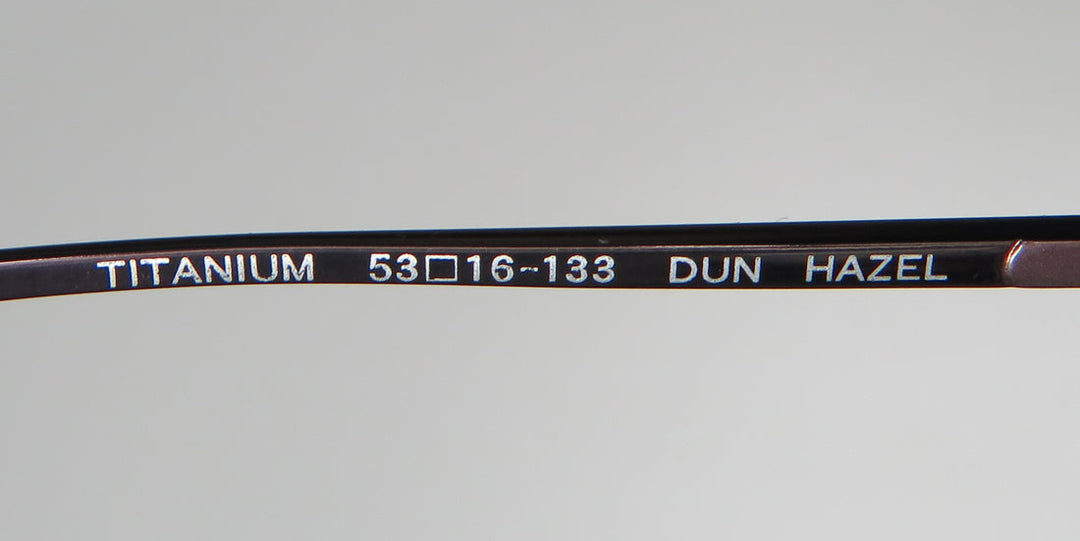 TITANIUM 53□16-133 DUN HAZEL